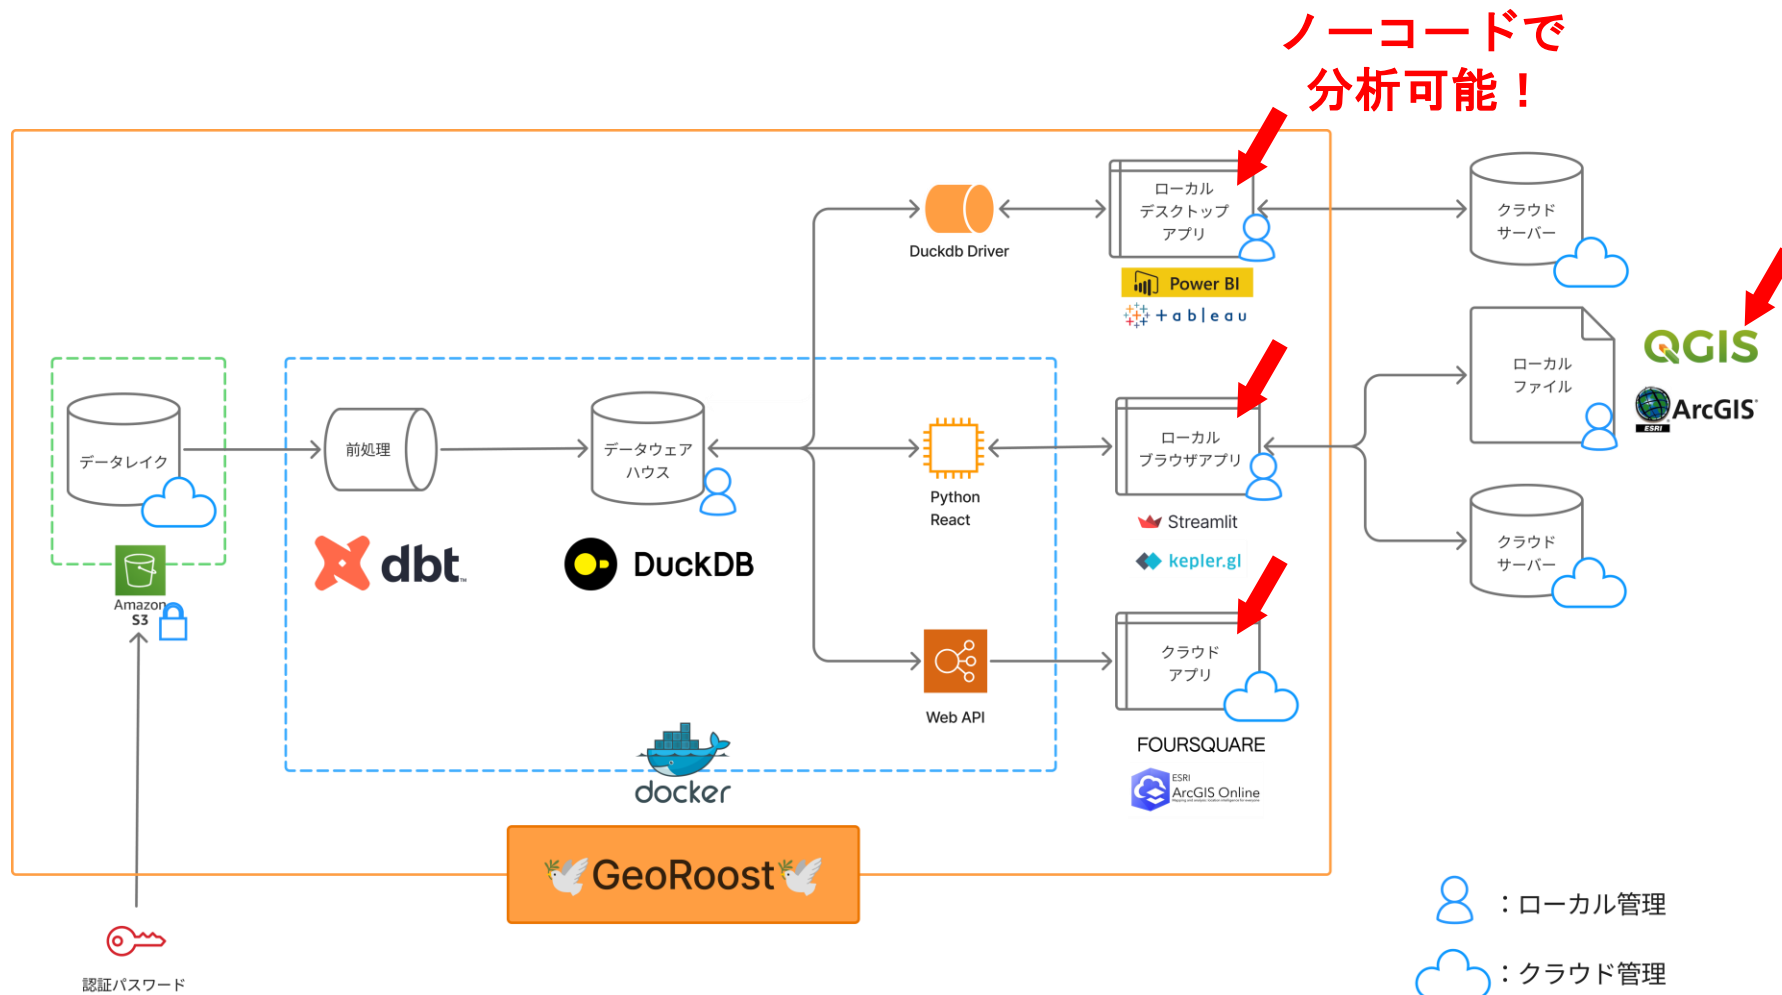 ノーコードで
分析可能！
ローカル
デスクトップ
アプリ
クラウド
サーバー
Duckdb Driver
Power BI
+ableau
QGIS
ローカル
ファイル
ArcGIS
ESRI
データレイク
前処理
データウェア
ハウス
Python
React
ローカル
ブラウザアプリ
Streamlit
kepler.gl
クラウド
サーバー
dbt
DuckDB
Amazon
S3
Web API
クラウド
アプリ
FOURSQUARE
ESRI
ArcGIS Online
docker
GeoRoost
認証パスワード
：ローカル管理
：クラウド管理